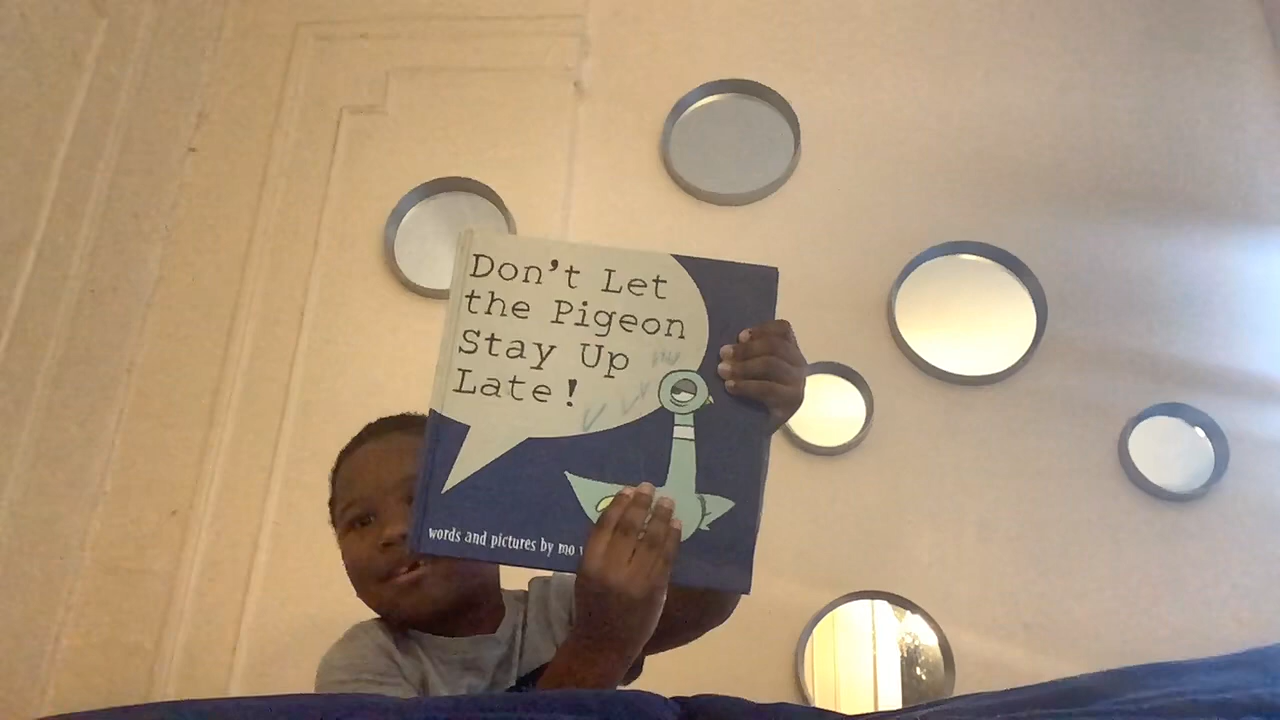 Don't Let
the Pigeon
Stay Up
Late!
words and pictures by mo